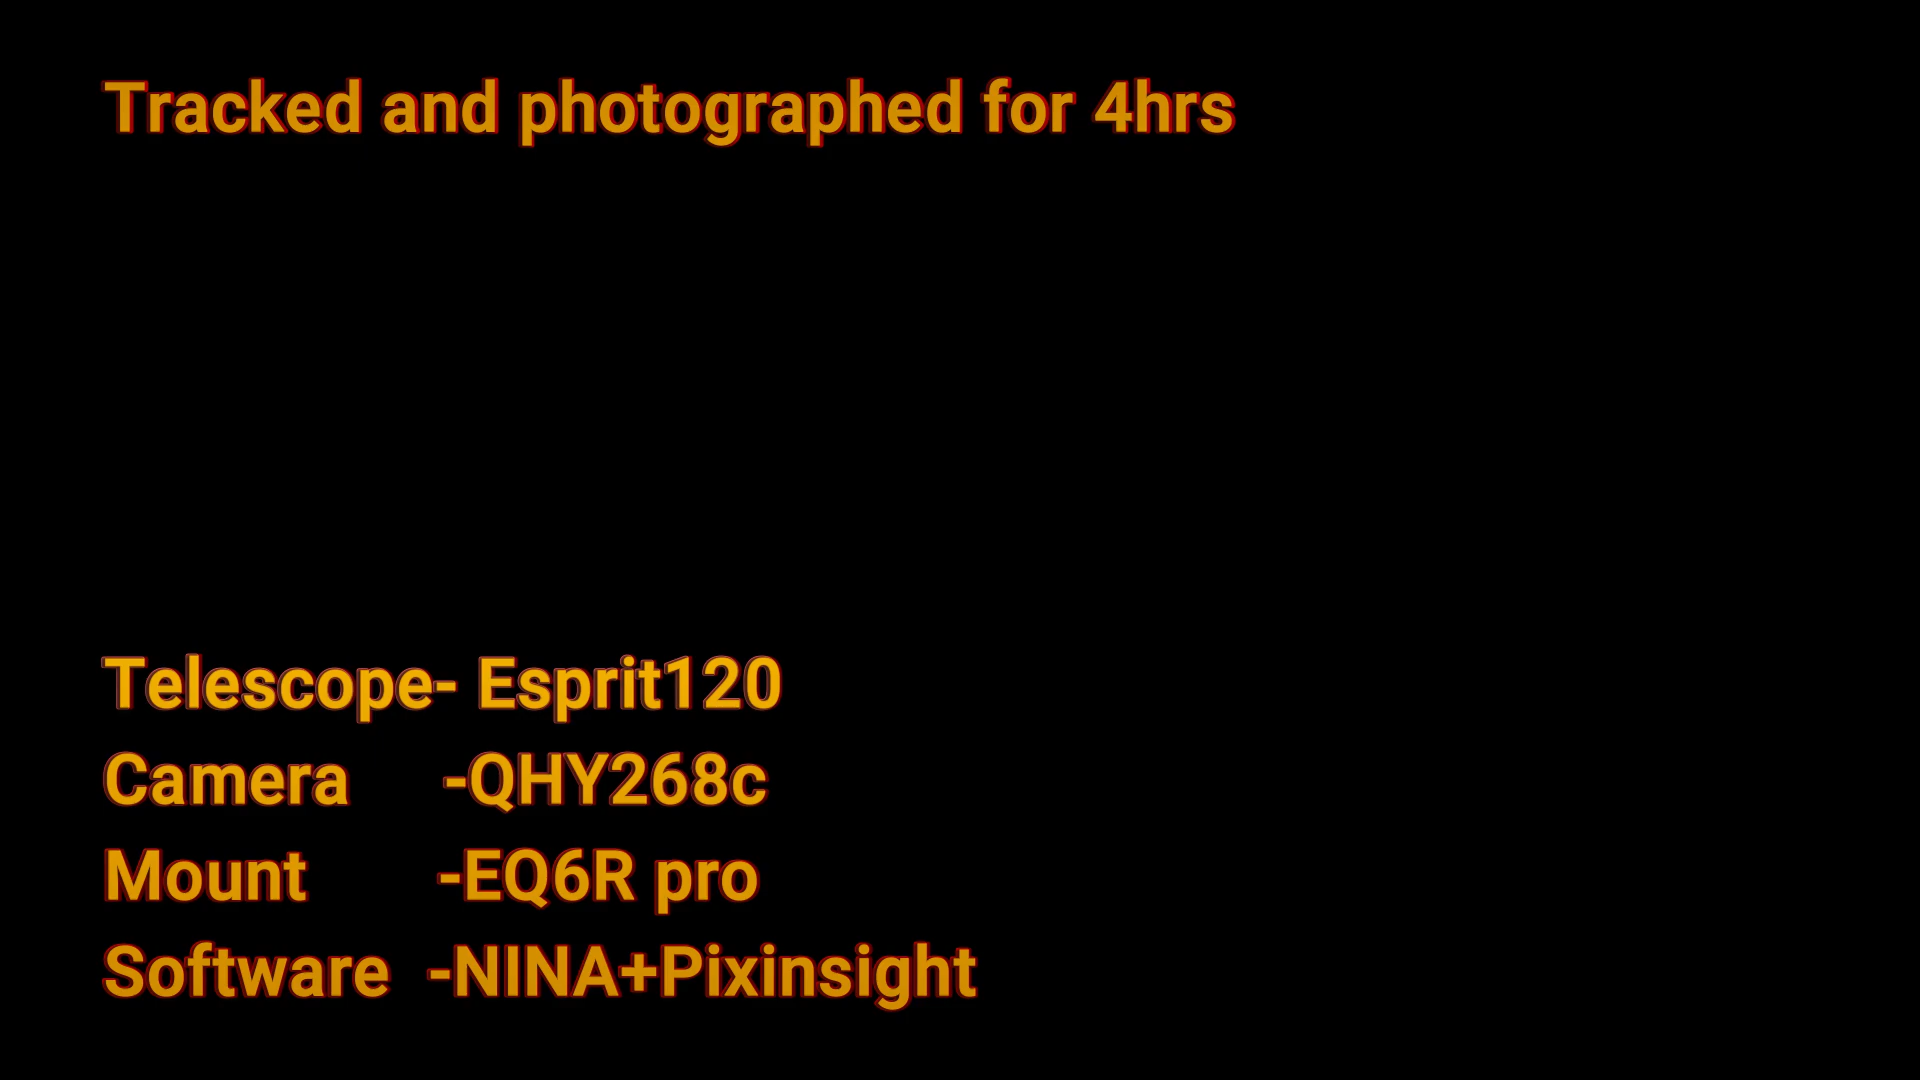 Tracked and photographed for 4hrs
Telescope- Esprit120
Camera -QHY268c
Mount -EQ6R pro
Software -NINA+Pixinsight